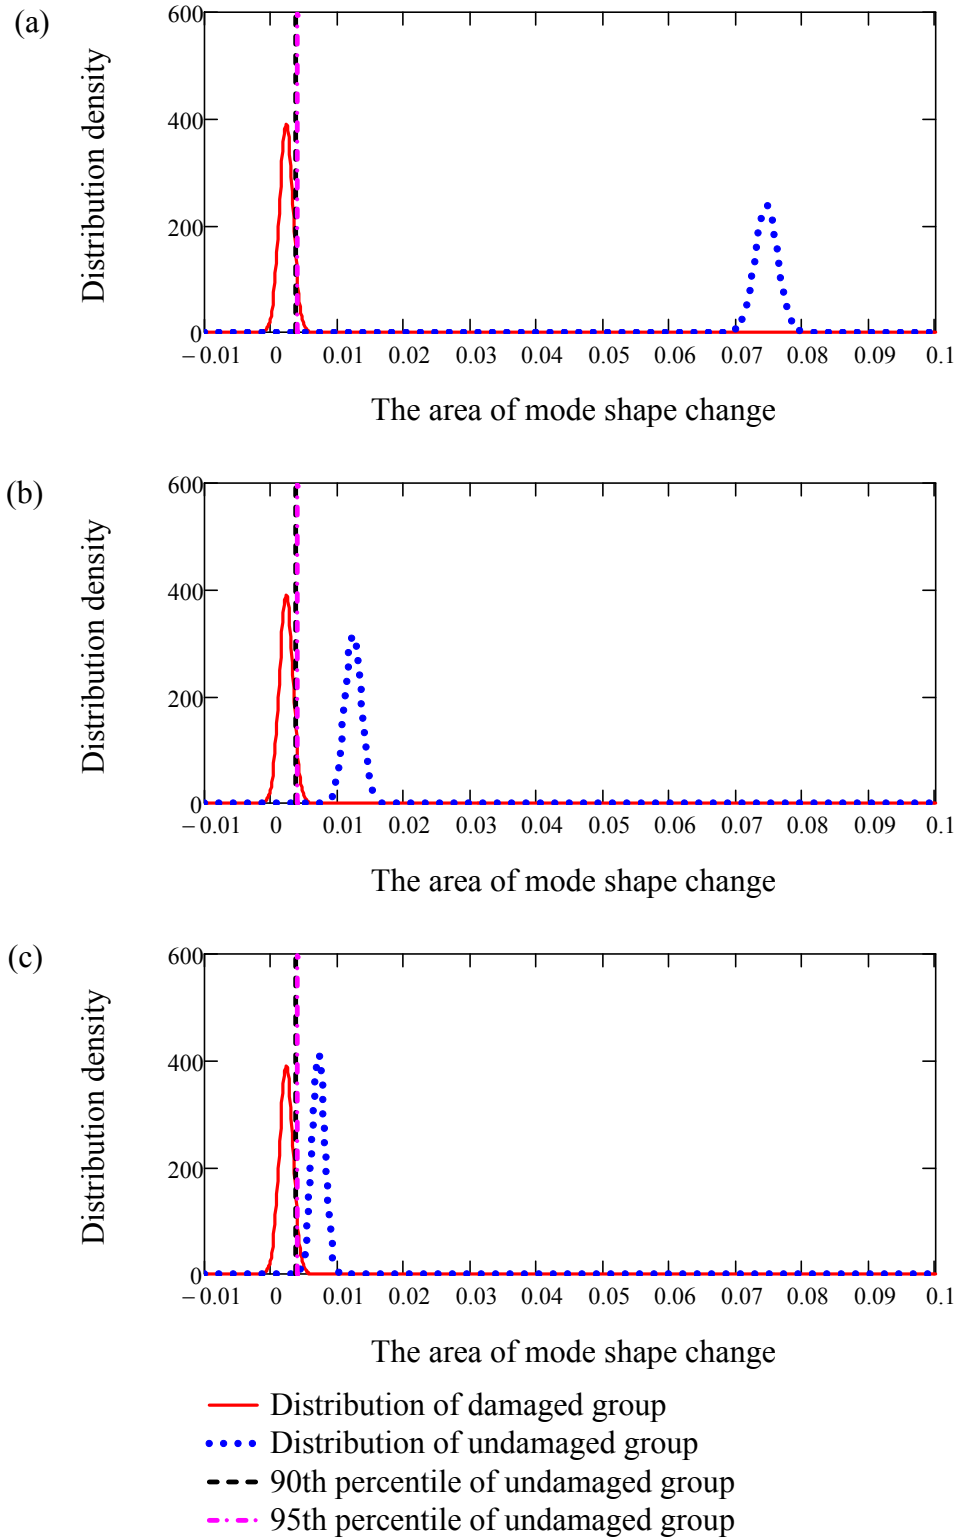 (a)
600
400
200
0
Distribution density
−0.01 0 0.01 0.02 0.03 0.04 0.05 0.06 0.07 0.08 0.09 0.1
The area of mode shape change
(b)
600
400
200
0
Distribution density
−0.01 0 0.01 0.02 0.03 0.04 0.05 0.06 0.07 0.08 0.09 0.1
The area of mode shape change
(c)
600
400
200
0
Distribution density
−0.01 0 0.01 0.02 0.03 0.04 0.05 0.06 0.07 0.08 0.09 0.1
The area of mode shape change
Distribution of damaged group
Distribution of undamaged group
90th percentile of undamaged group
95th percentile of undamaged group